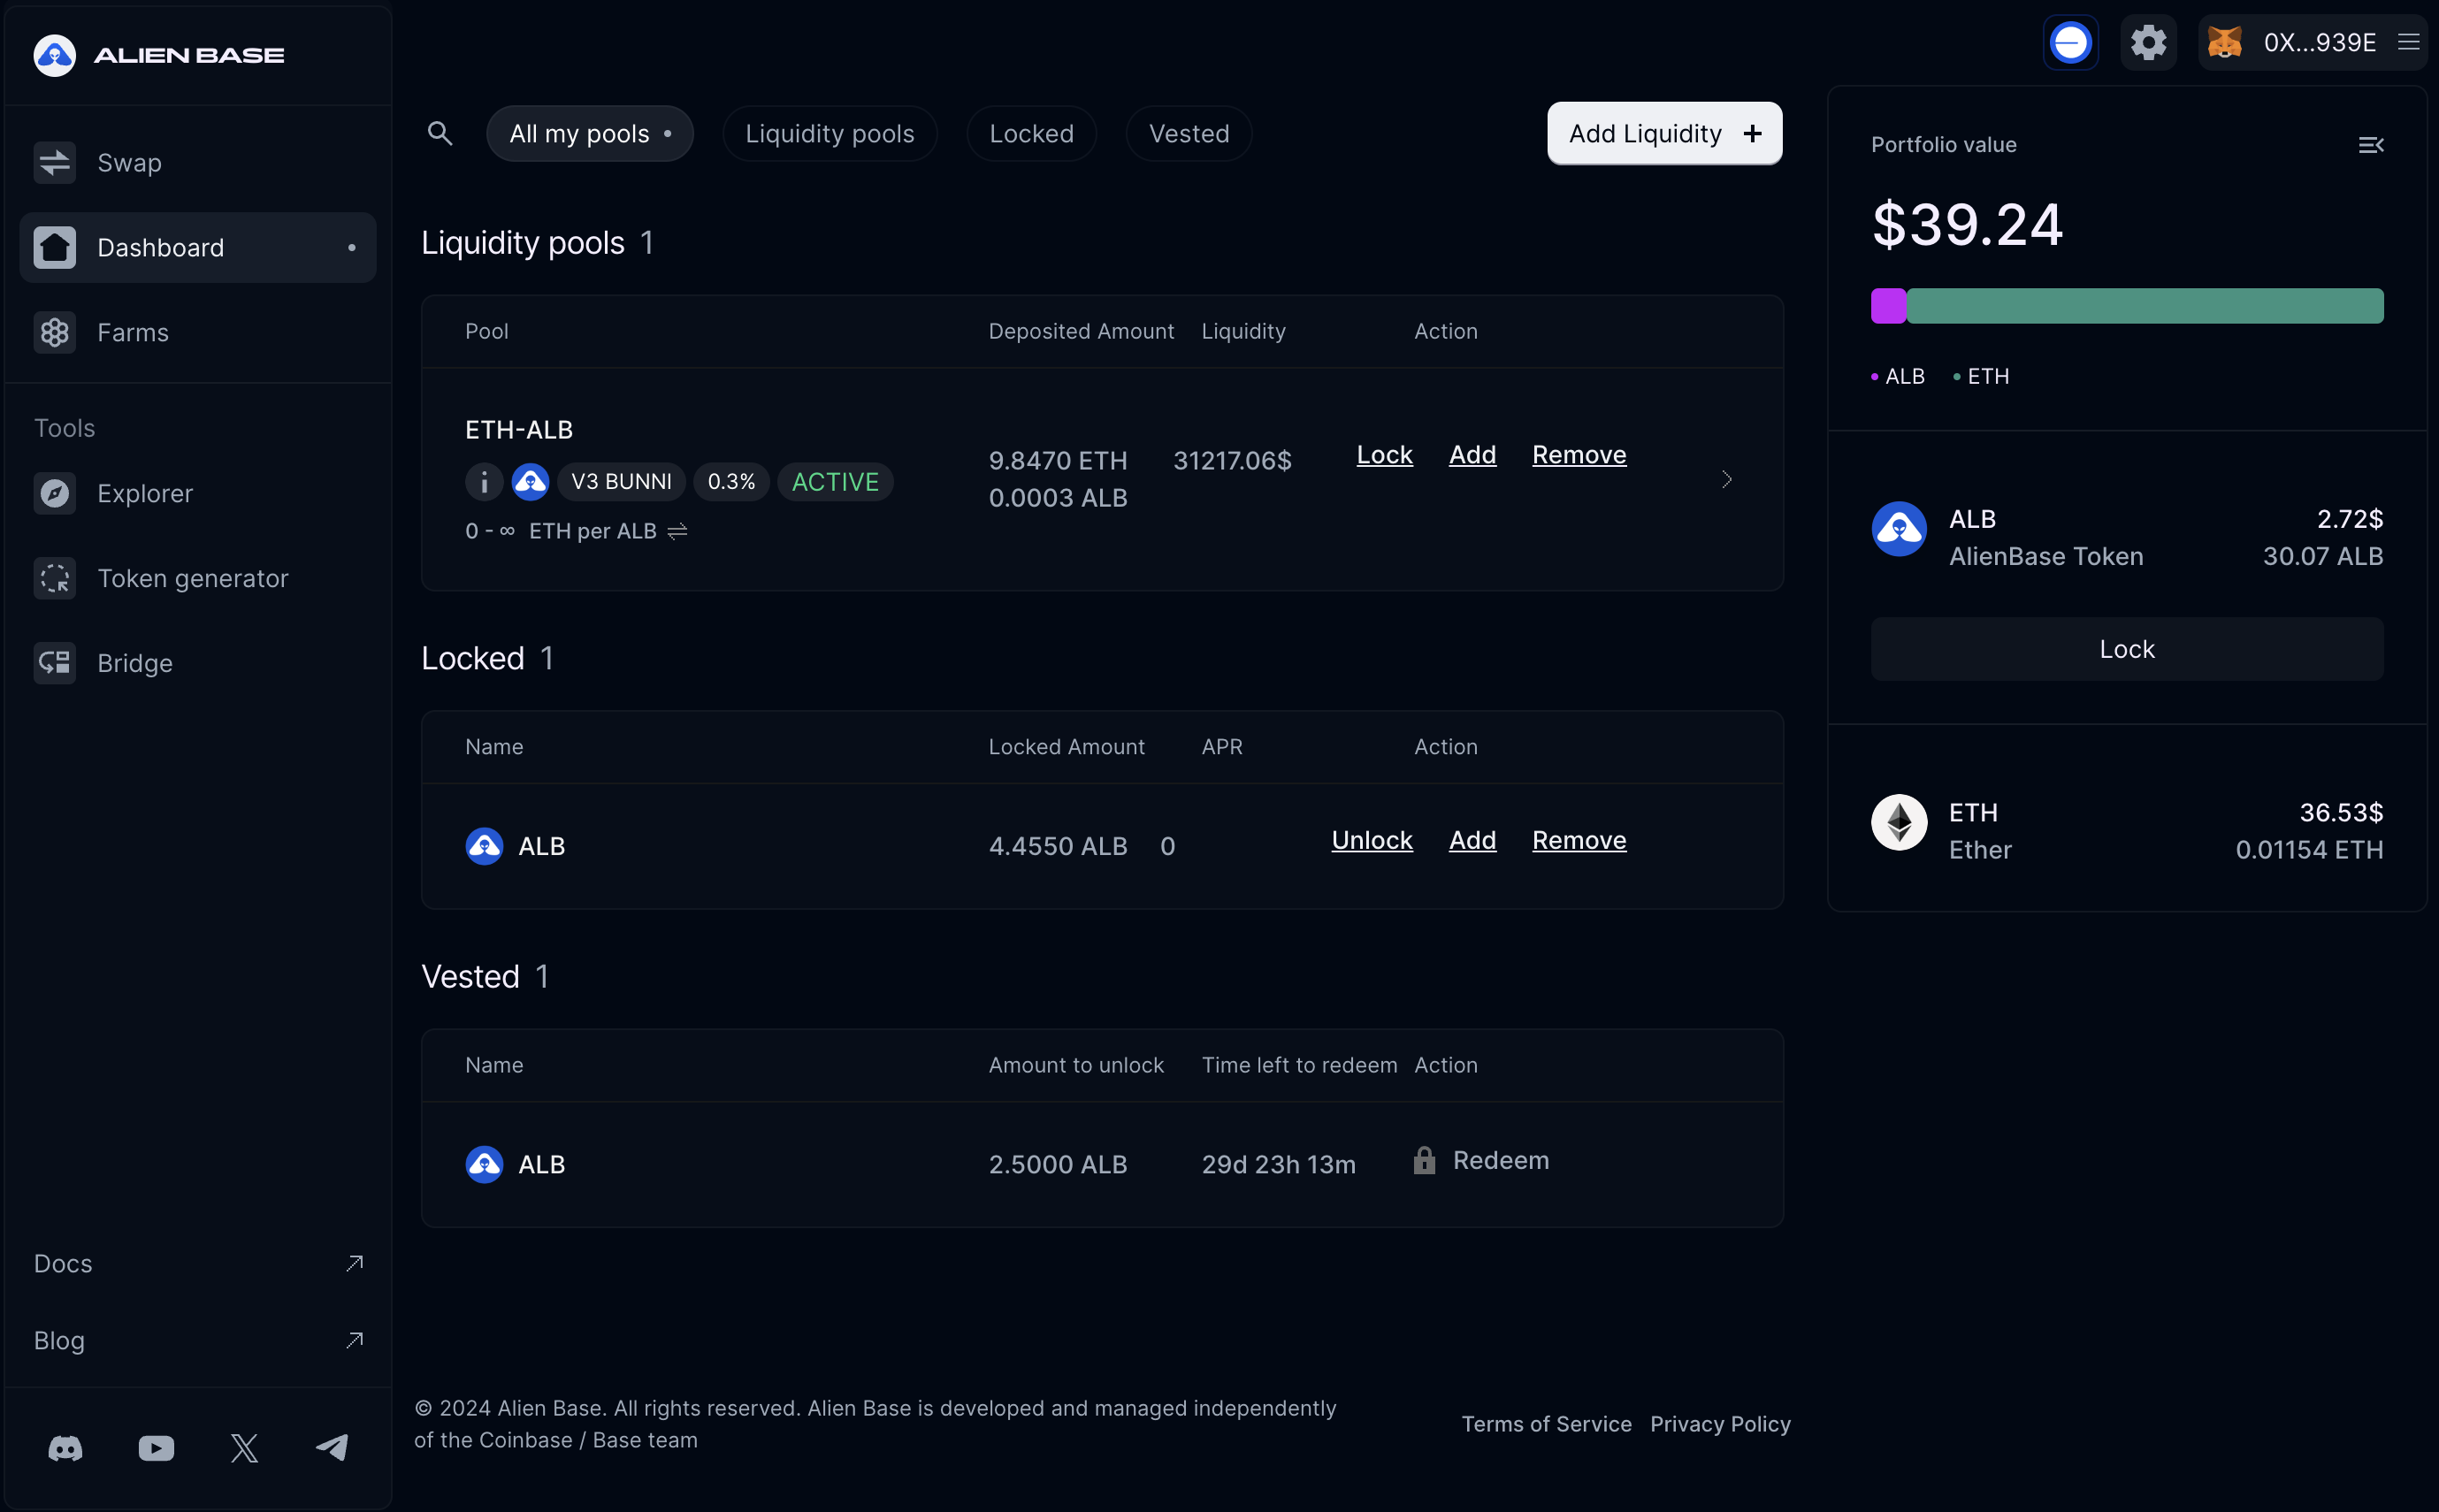 ALIEN BASE
Swap
Dashboard
Farms
Tools
Explorer
Token generator
Bridge
Docs
Blog
All my pools
Liquidity pools
Locked
Vested
Add Liquidity +
0X...939E
Liquidity pools 1
Pool Deposited Amount Liquidity Action
ETH-ALB
i V3 BUNNI 0.3% ACTIVE
0 - ∞ ETH per ALB
9.8470 ETH
0.0003 ALB
31217.06$
Lock Add Remove
Locked 1
Name Locked Amount APR Action
ALB 4.4550 ALB 0 Unlock Add Remove
Vested 1
Name Amount to unlock Time left to redeem Action
ALB 2.5000 ALB 29d 23h 13m Redeem
Portfolio value
$39.24
ALB ETH
ALB 2.72$
AlienBase Token 30.07 ALB
Lock
ETH 36.53$
Ether 0.01154 ETH
© 2024 Alien Base. All rights reserved. Alien Base is developed and managed independently
of the Coinbase / Base team
Terms of Service Privacy Policy